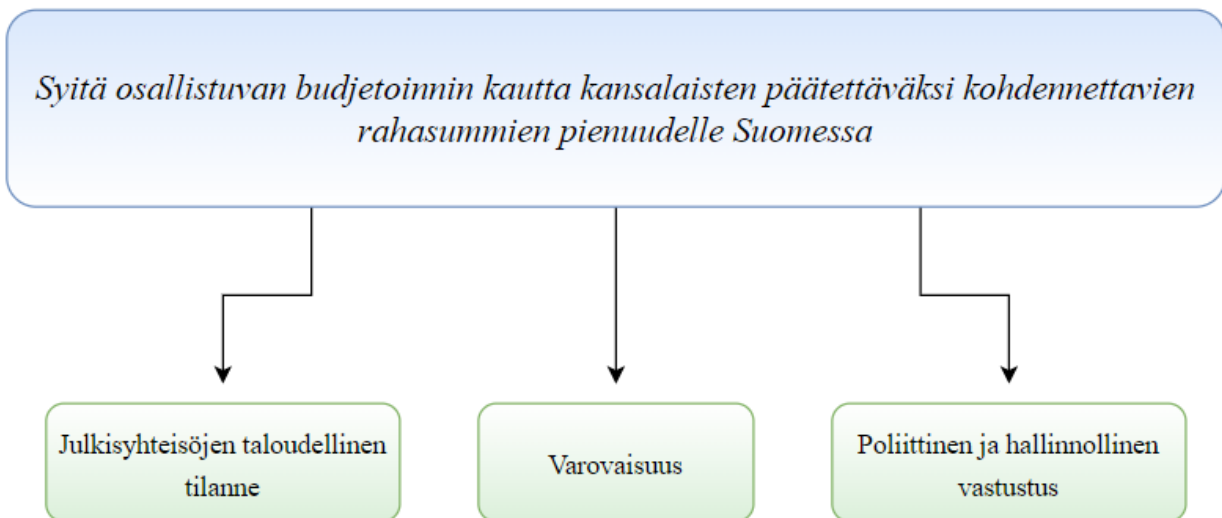 Syitä osallistuvan budjetoinnin kautta kansalaisten päätettäväksi kohdennettavien
rahasummien pienuudelle Suomessa
Julkisyhteisöjen taloudellinen
tilanne
Varovaisuus
Poliittinen ja hallinnollinen
vastustus